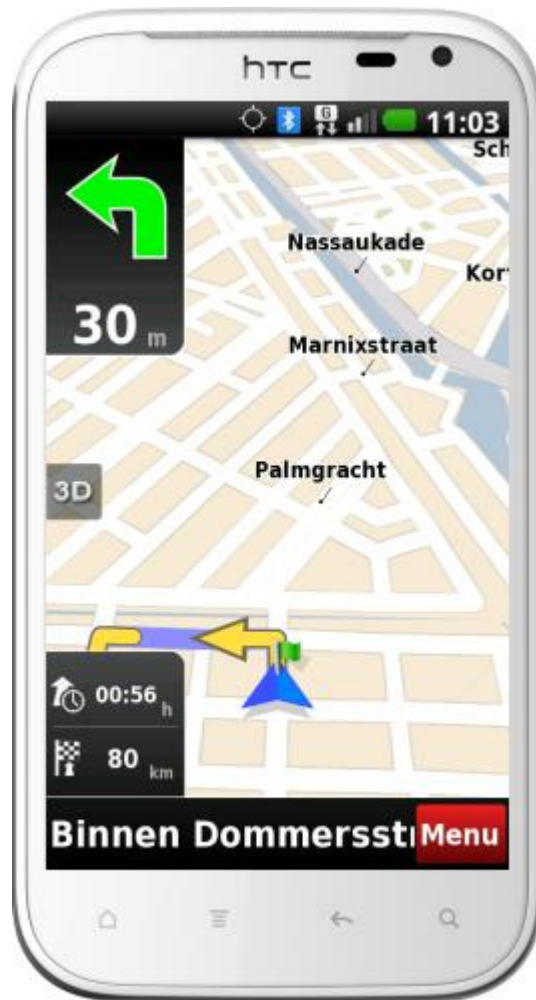 hTC
G
11:03
Sch
Nassaukade
Kor
30 m
Marnixstraat
Palmgracht
3D
00:56 h
80 km
Binnen Dommersst
Menu